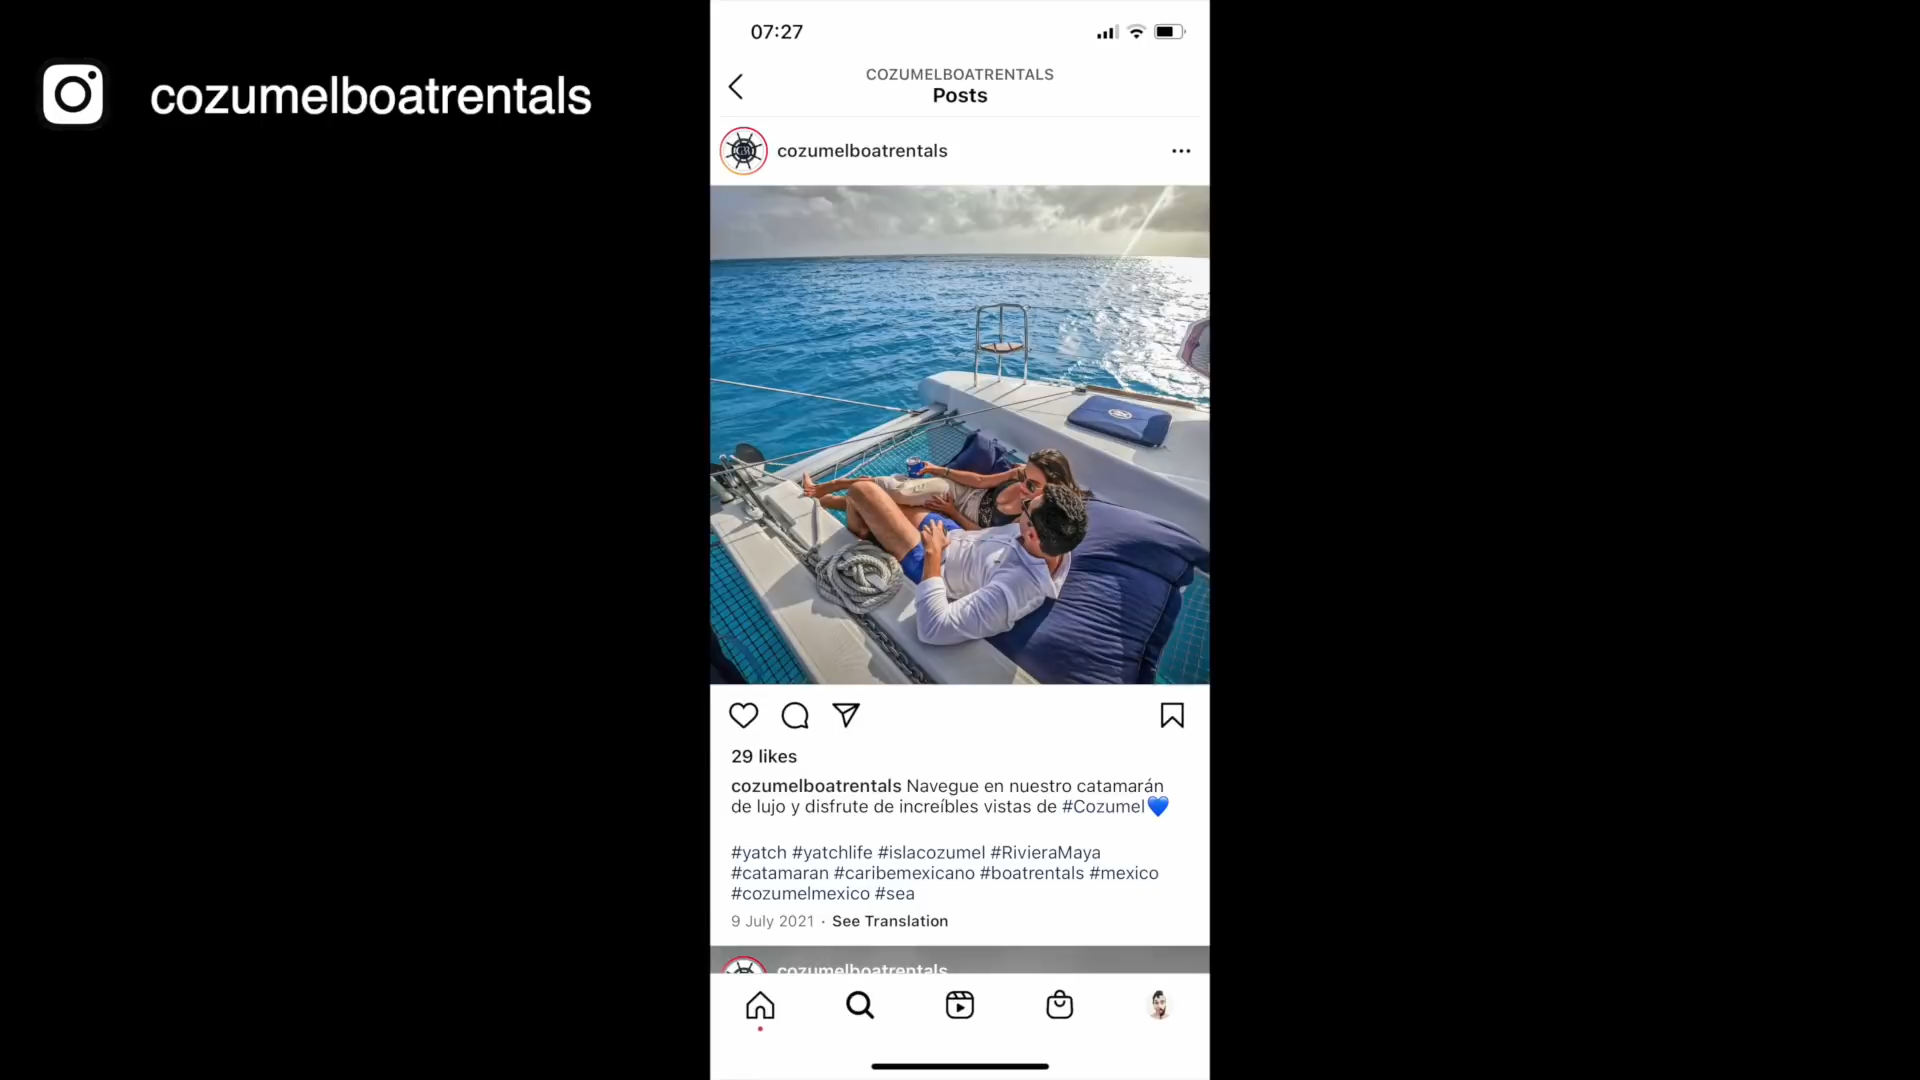 cozumelboatrentals
07:27
COZUMELBOATRENTALS
Posts
cozumelboatrentals
29 likes
cozumelboatrentals Navegue en nuestro catamarán
de lujo y disfrute de increíbles vistas de #Cozumel💙
#yatch #yatchlife #islacozumel #RivieraMaya
#catamaran #caribemexicano #boatrentals #mexico
#cozumelmexico #sea
9 July 2021 · See Translation
cozumelboatrentals